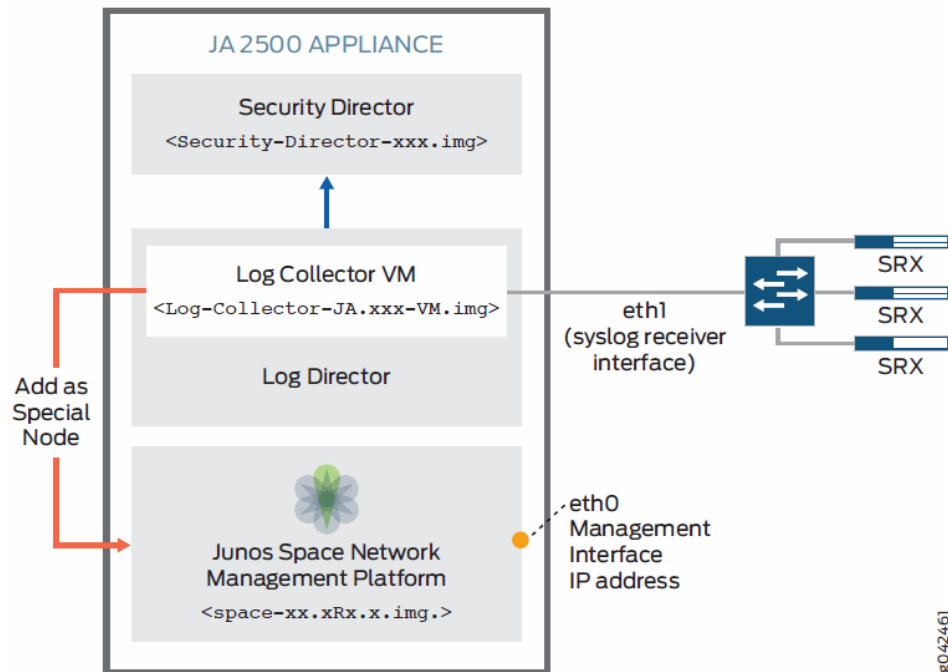 JA 2500 APPLIANCE
Security Director
<Security-Director-xxx.img>
Log Collector VM
<Log-Collector-JA.xxx-VM.img>
Log Director
eth1
(syslog receiver
interface)
SRX
SRX
SRX
Add as
Special
Node
Junos Space Network
Management Platform
<space-xx.xRx.x.img.>
eth0
Management
Interface
IP address
g042461